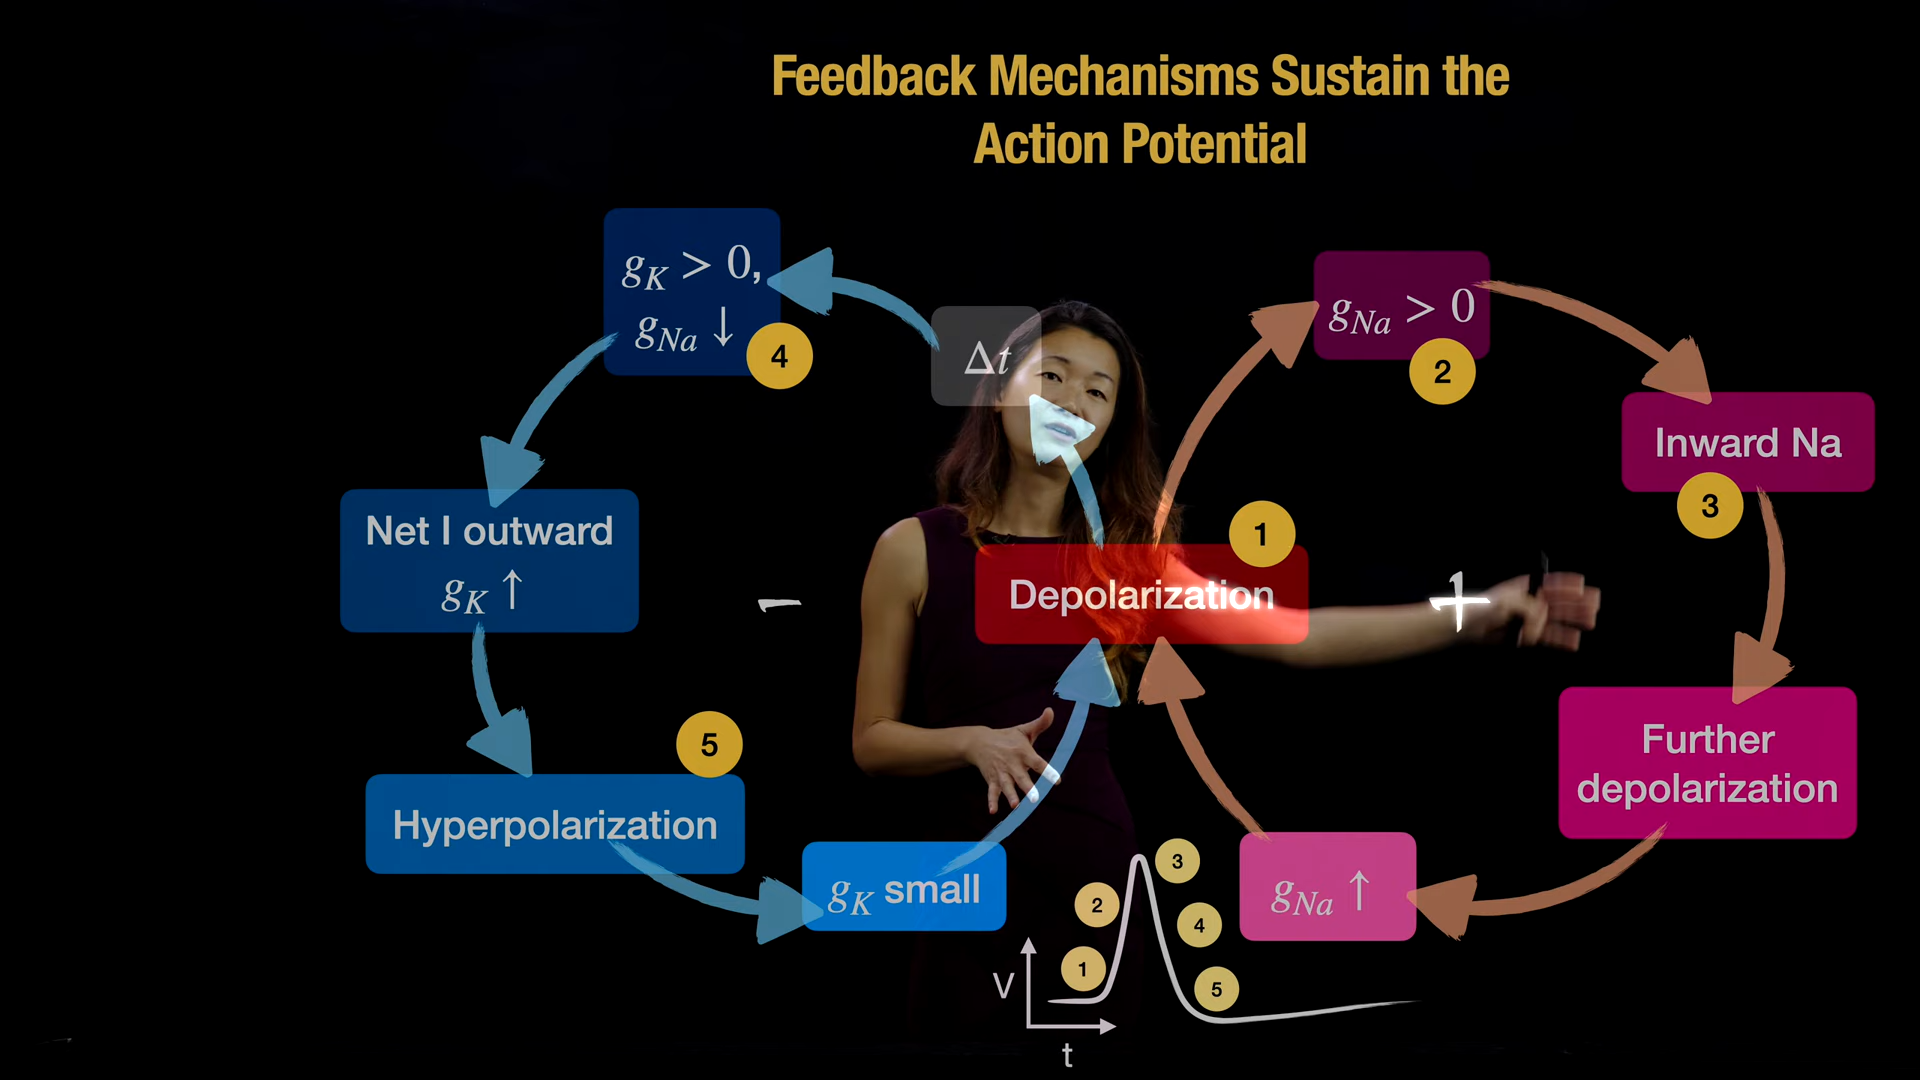 Feedback Mechanisms Sustain the
Action Potential
g_K > 0,
g_Na ↓
4
Δt
g_Na > 0
2
Inward Na
3
Net I outward
g_K ↑
−
Depolarization
1
+
Further
depolarization
5
Hyperpolarization
g_K small
g_Na ↑
3
2
4
1
5
V
t